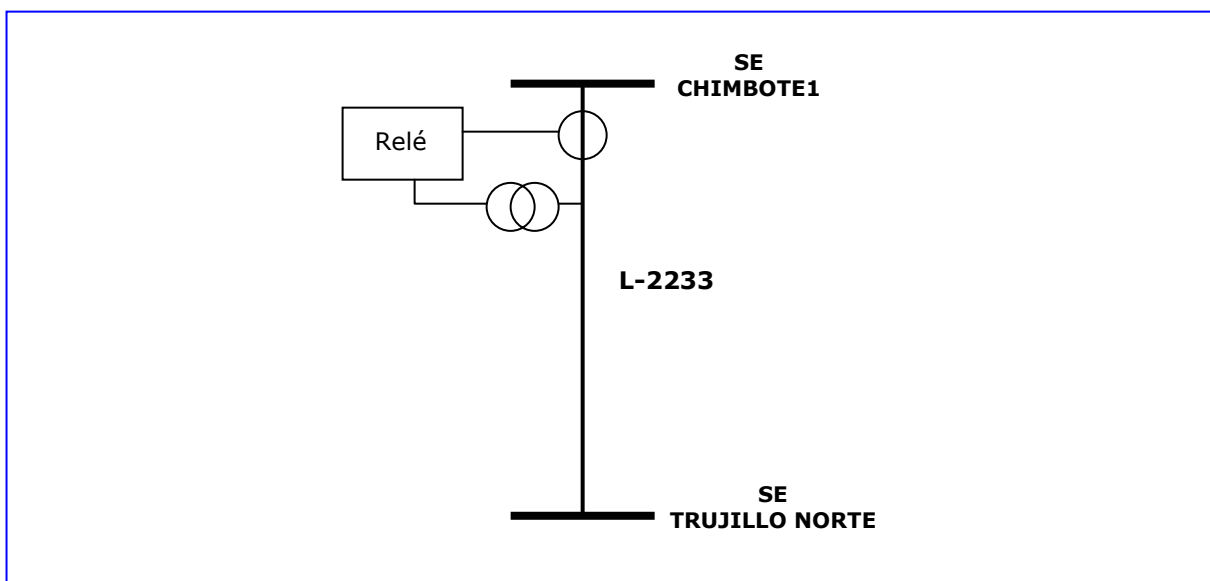 SE
CHIMBOTE1
Relé
L-2233
SE
TRUJILLO NORTE